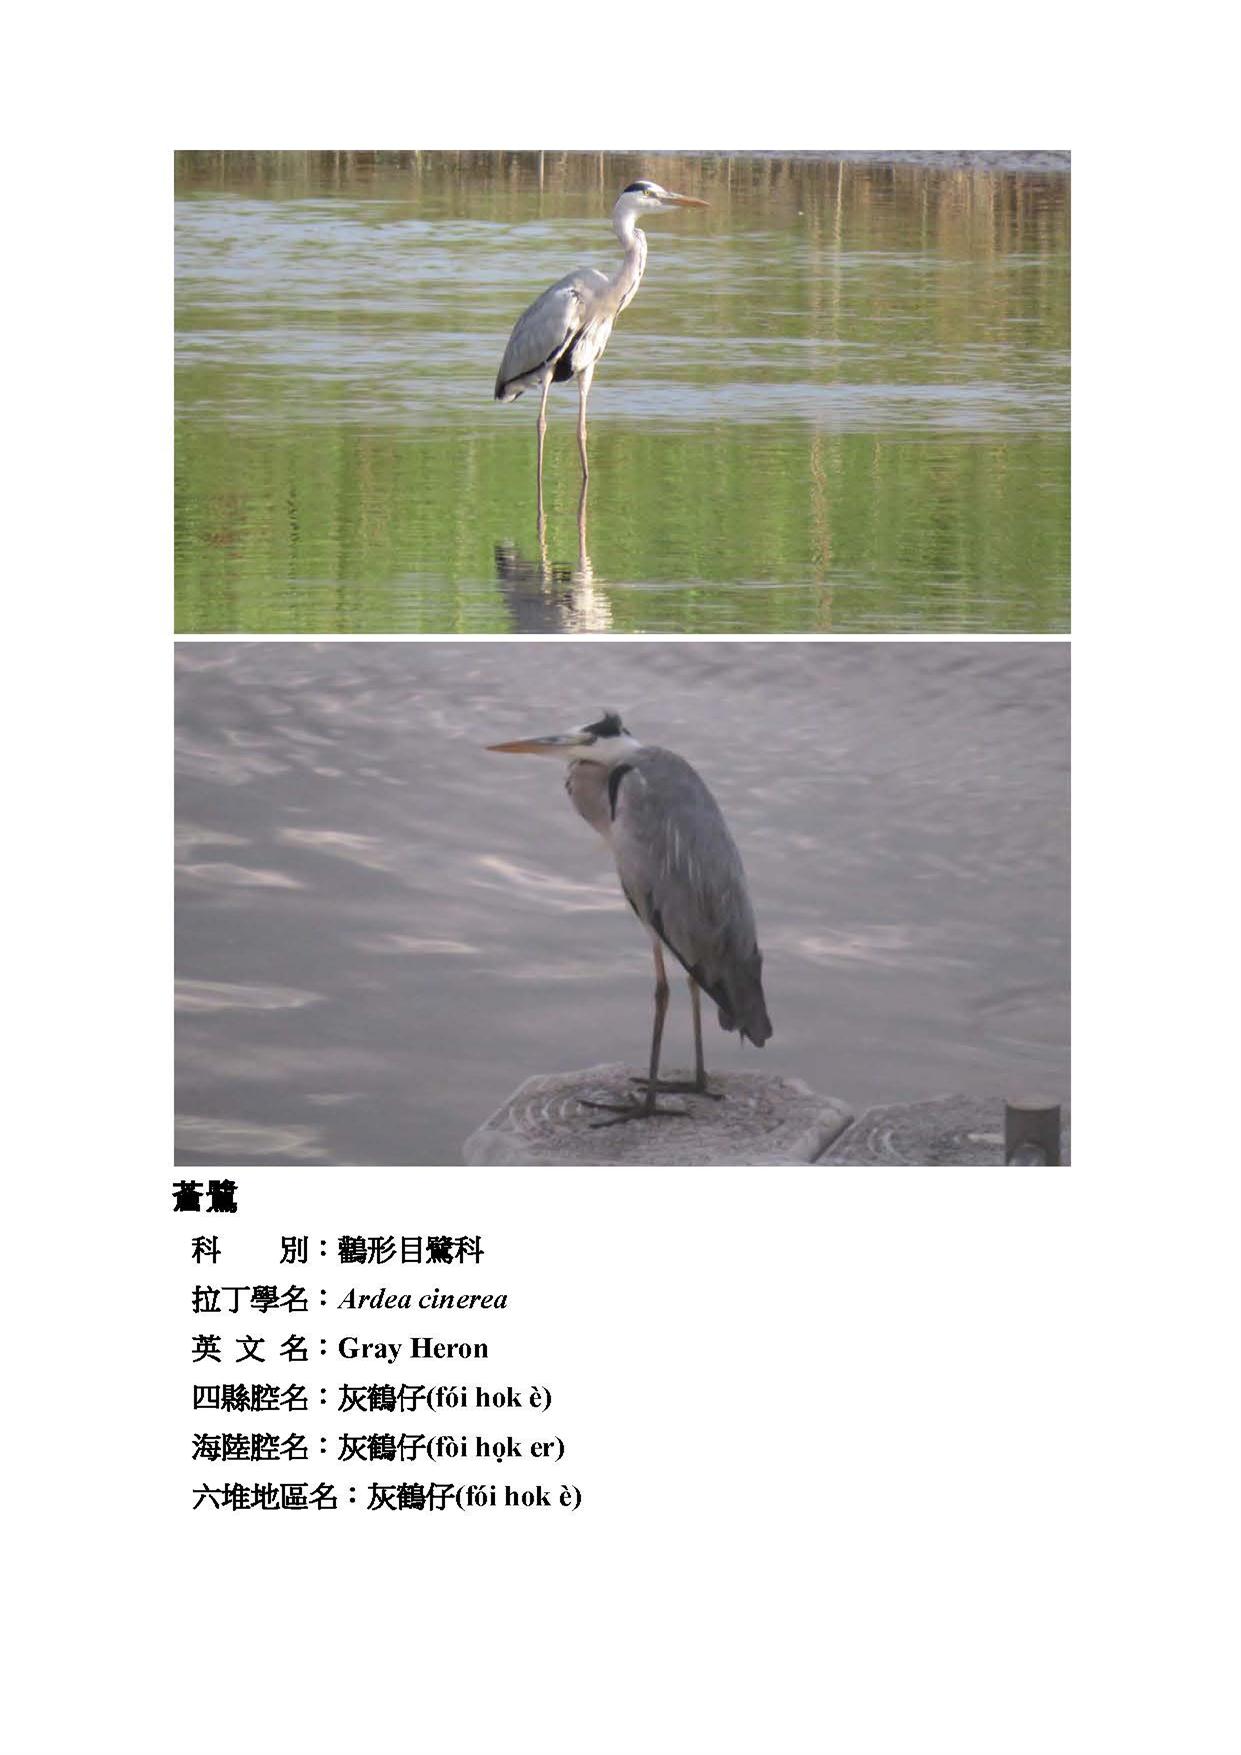 蒼鷺
科　　別：鸛形目鷺科
拉丁學名：Ardea cinerea
英 文 名：Gray Heron
四縣腔名：灰鶴仔(fói hok è)
海陸腔名：灰鶴仔(fòi họk er)
六堆地區名：灰鶴仔(fói hok è)